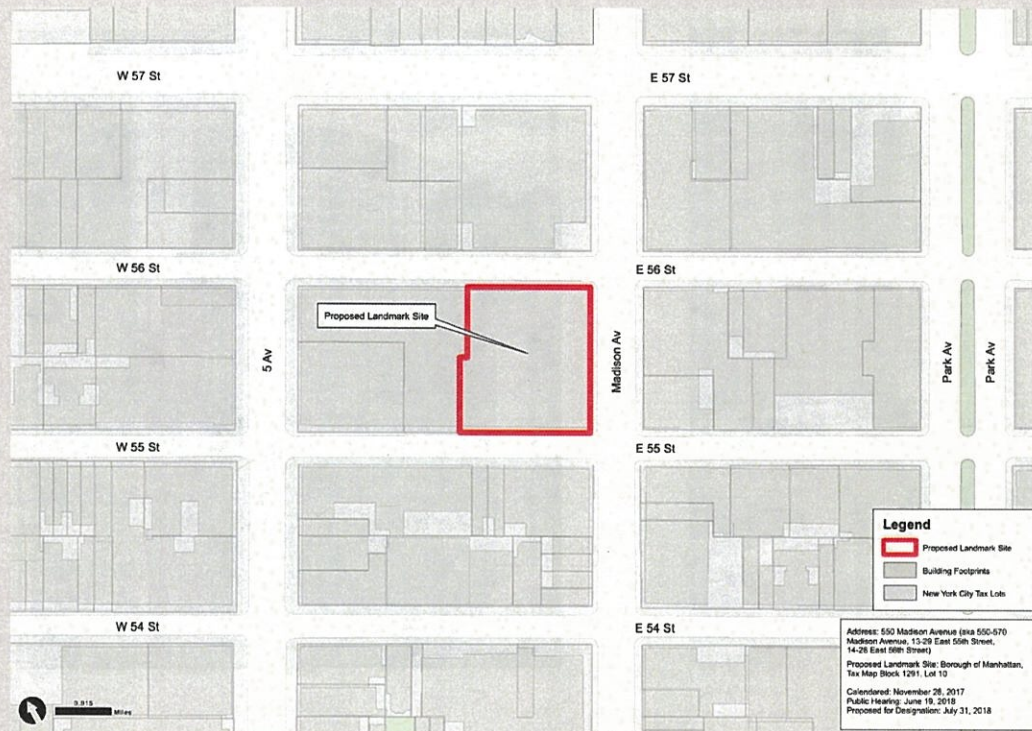 W 57 St
E 57 St
W 56 St
E 56 St
Proposed Landmark Site
5 Av
Madison Av
Park Av
Park Av
W 55 St
E 55 St
Legend
Proposed Landmark Site
Building Footprints
New York City Tax Lots
W 54 St
E 54 St
Address: 550 Madison Avenue (aka 550-570
Madison Avenue, 13-29 East 55th Street,
14-28 East 56th Street)
Proposed Landmark Site: Borough of Manhattan,
Tax Map Block 1291, Lot 10
Calendared: November 28, 2017
Public Hearing: June 19, 2018
Proposed for Designation: July 31, 2018
0.015
Miles